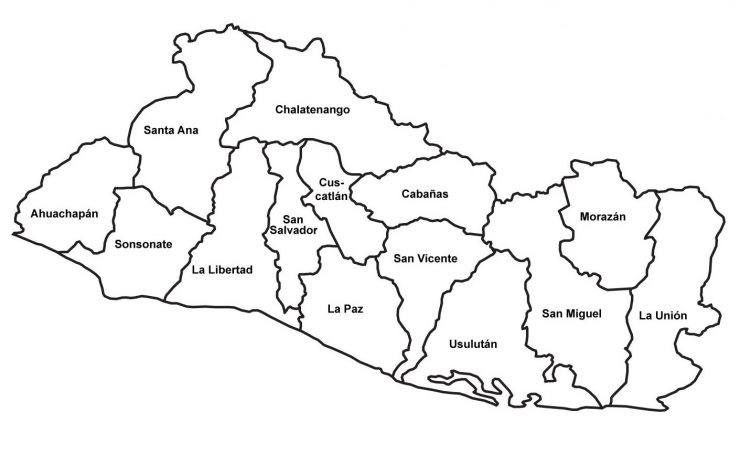 Chalatenango
Santa Ana
Cus-
catlán
Cabañas
Ahuachapán
Sonsonate
San
Salvador
Morazán
La Libertad
San Vicente
La Paz
San Miguel
La Unión
Usulután